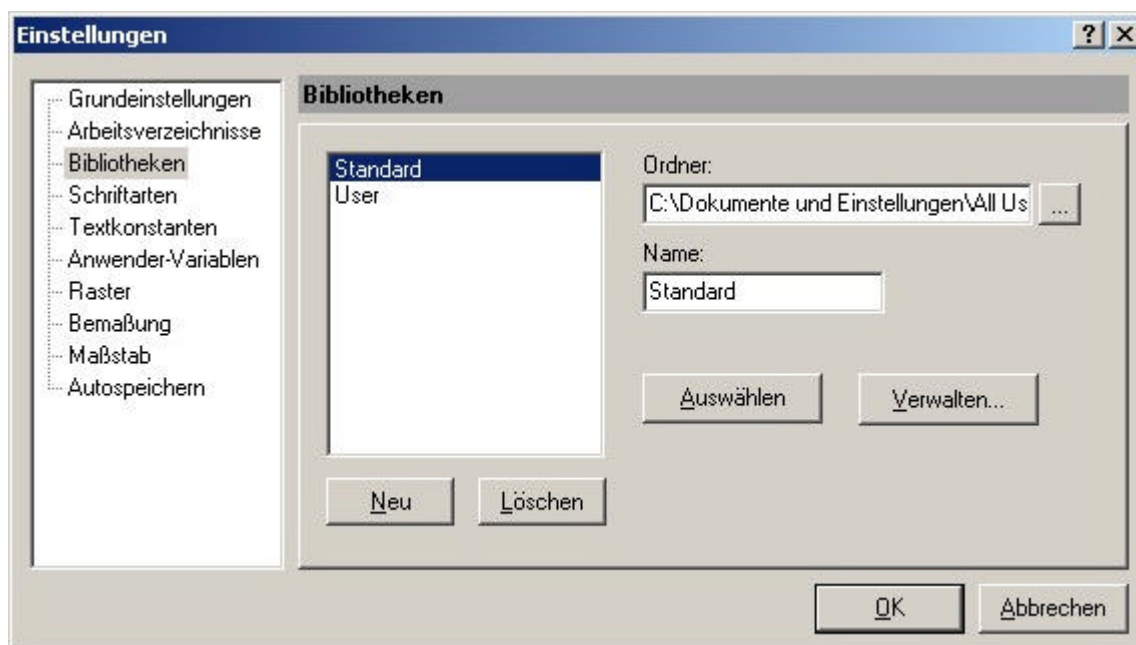 Einstellungen
Grundeinstellungen
Arbeitsverzeichnisse
Bibliotheken
Schriftarten
Textkonstanten
Anwender-Variablen
Raster
Bemaßung
Maßstab
Autospeichern
Bibliotheken
Standard
User
Neu
Löschen
Ordner:
C:\Dokumente und Einstellungen\All Us
...
Name:
Standard
Auswählen
Verwalten...
OK
Abbrechen